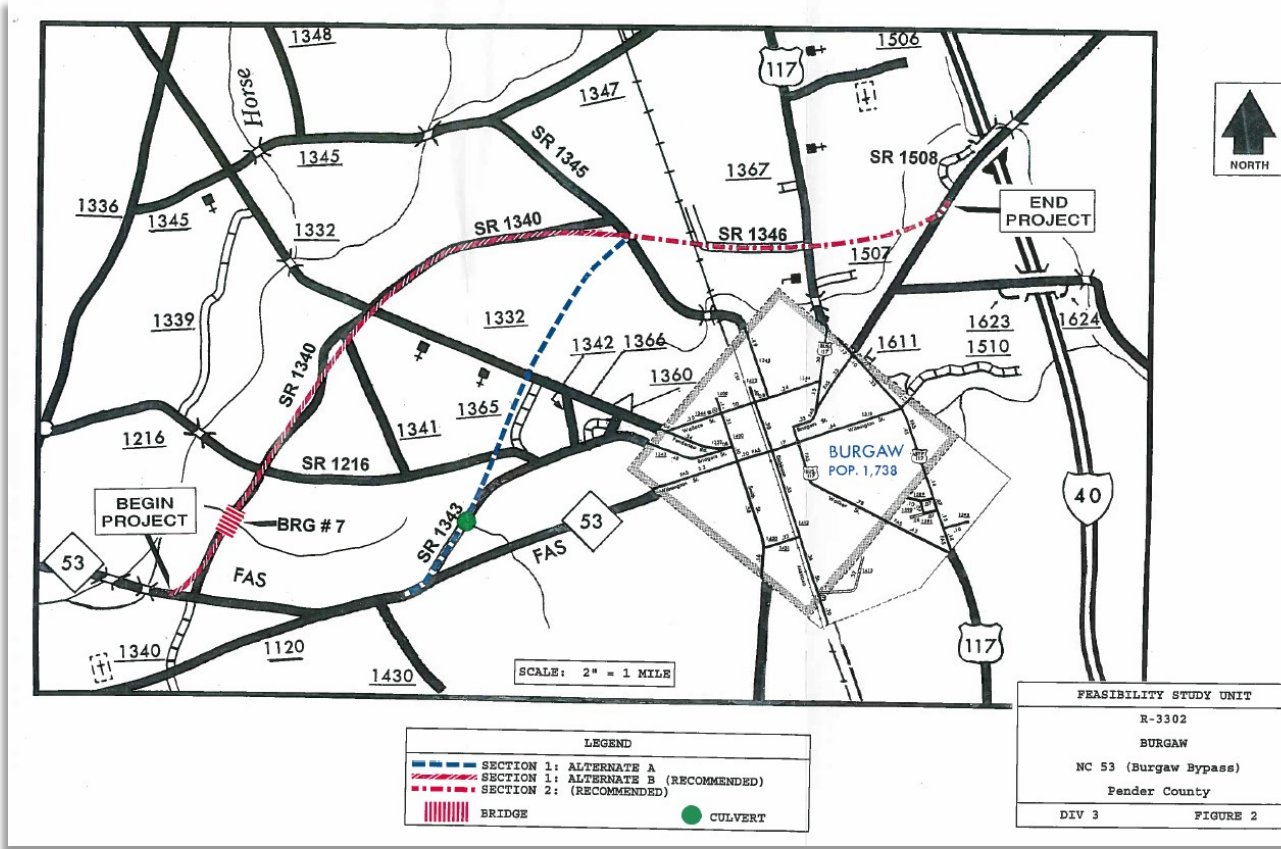 1348
Horse
1347
117
1506
1345
SR 1345
1367
SR 1508
NORTH
1336
1345
1332
SR 1340
SR 1346
END
PROJECT
1507
1339
1332
1342
1366
1623
1624
1611
1510
SR 1340
1360
1365
1216
1341
SR 1216
BURGAW
POP. 1,738
40
BEGIN
PROJECT
BRG # 7
SR 1343
53
FAS
53
FAS
1340
1120
1430
117
SCALE: 2" = 1 MILE
LEGEND
SECTION 1: ALTERNATE A
SECTION 1: ALTERNATE B (RECOMMENDED)
SECTION 2: (RECOMMENDED)
BRIDGE
CULVERT
FEASIBILITY STUDY UNIT
R-3302
BURGAW
NC 53 (Burgaw Bypass)
Pender County
DIV 3 FIGURE 2